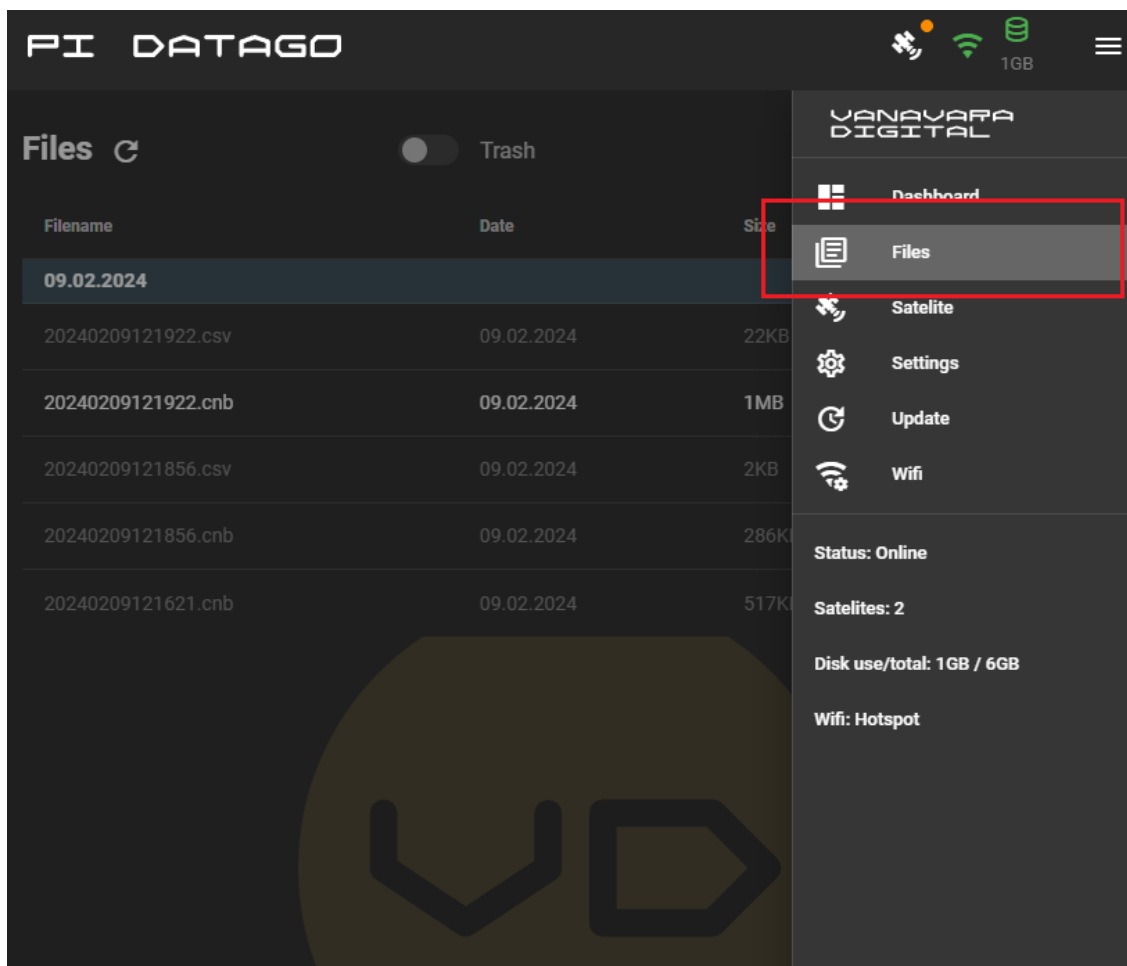 PI DATAGO
1GB
VANAVARA
DIGITAL
Files
Trash
Filename Date Size
09.02.2024
20240209121922.csv 09.02.2024 22KB
20240209121922.cnb 09.02.2024 1MB
20240209121856.csv 09.02.2024 2KB
20240209121856.cnb 09.02.2024
20240209121621.cnb 09.02.2024
Dashboard
Files
Satelite
Settings
Update
Wifi
Status: Online
Satelites: 2
Disk use/total: 1GB / 6GB
Wifi: Hotspot
VD